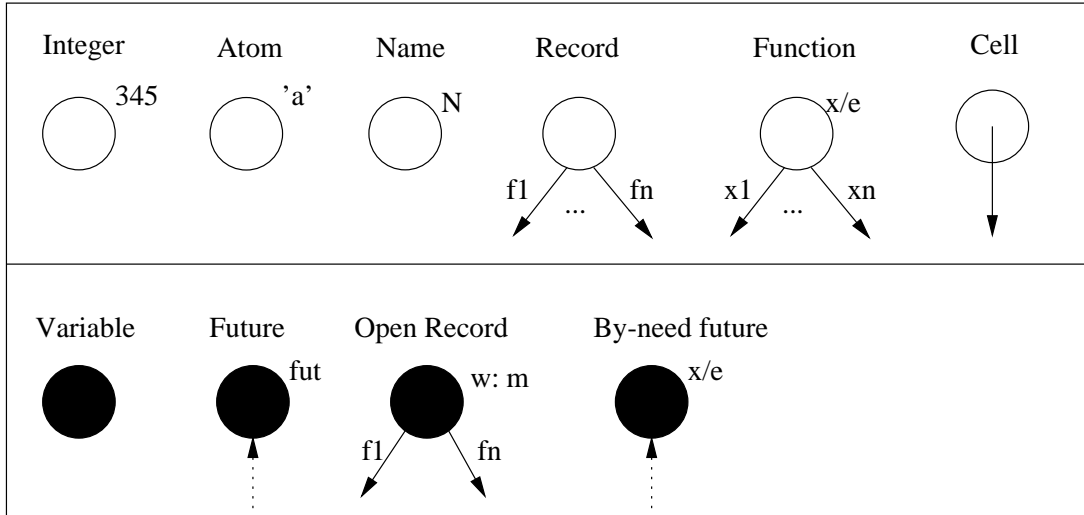 Integer Atom Name Record Function Cell
345 'a' N x/e
f1 ... fn x1 ... xn
Variable Future Open Record By-need future
fut w: m x/e
f1 fn